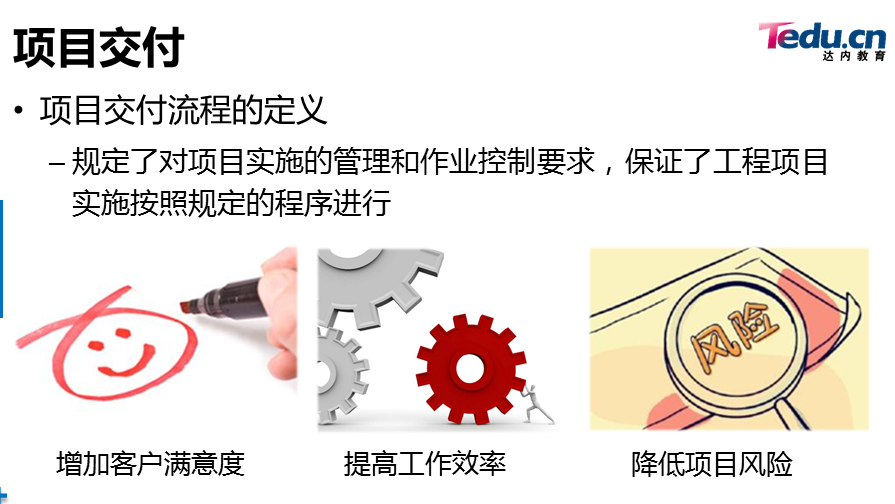 项目交付
Tedu.cn
达内教育
• 项目交付流程的定义
– 规定了对项目实施的管理和作业控制要求，保证了工程项目
实施按照规定的程序进行
风险
增加客户满意度
提高工作效率
降低项目风险